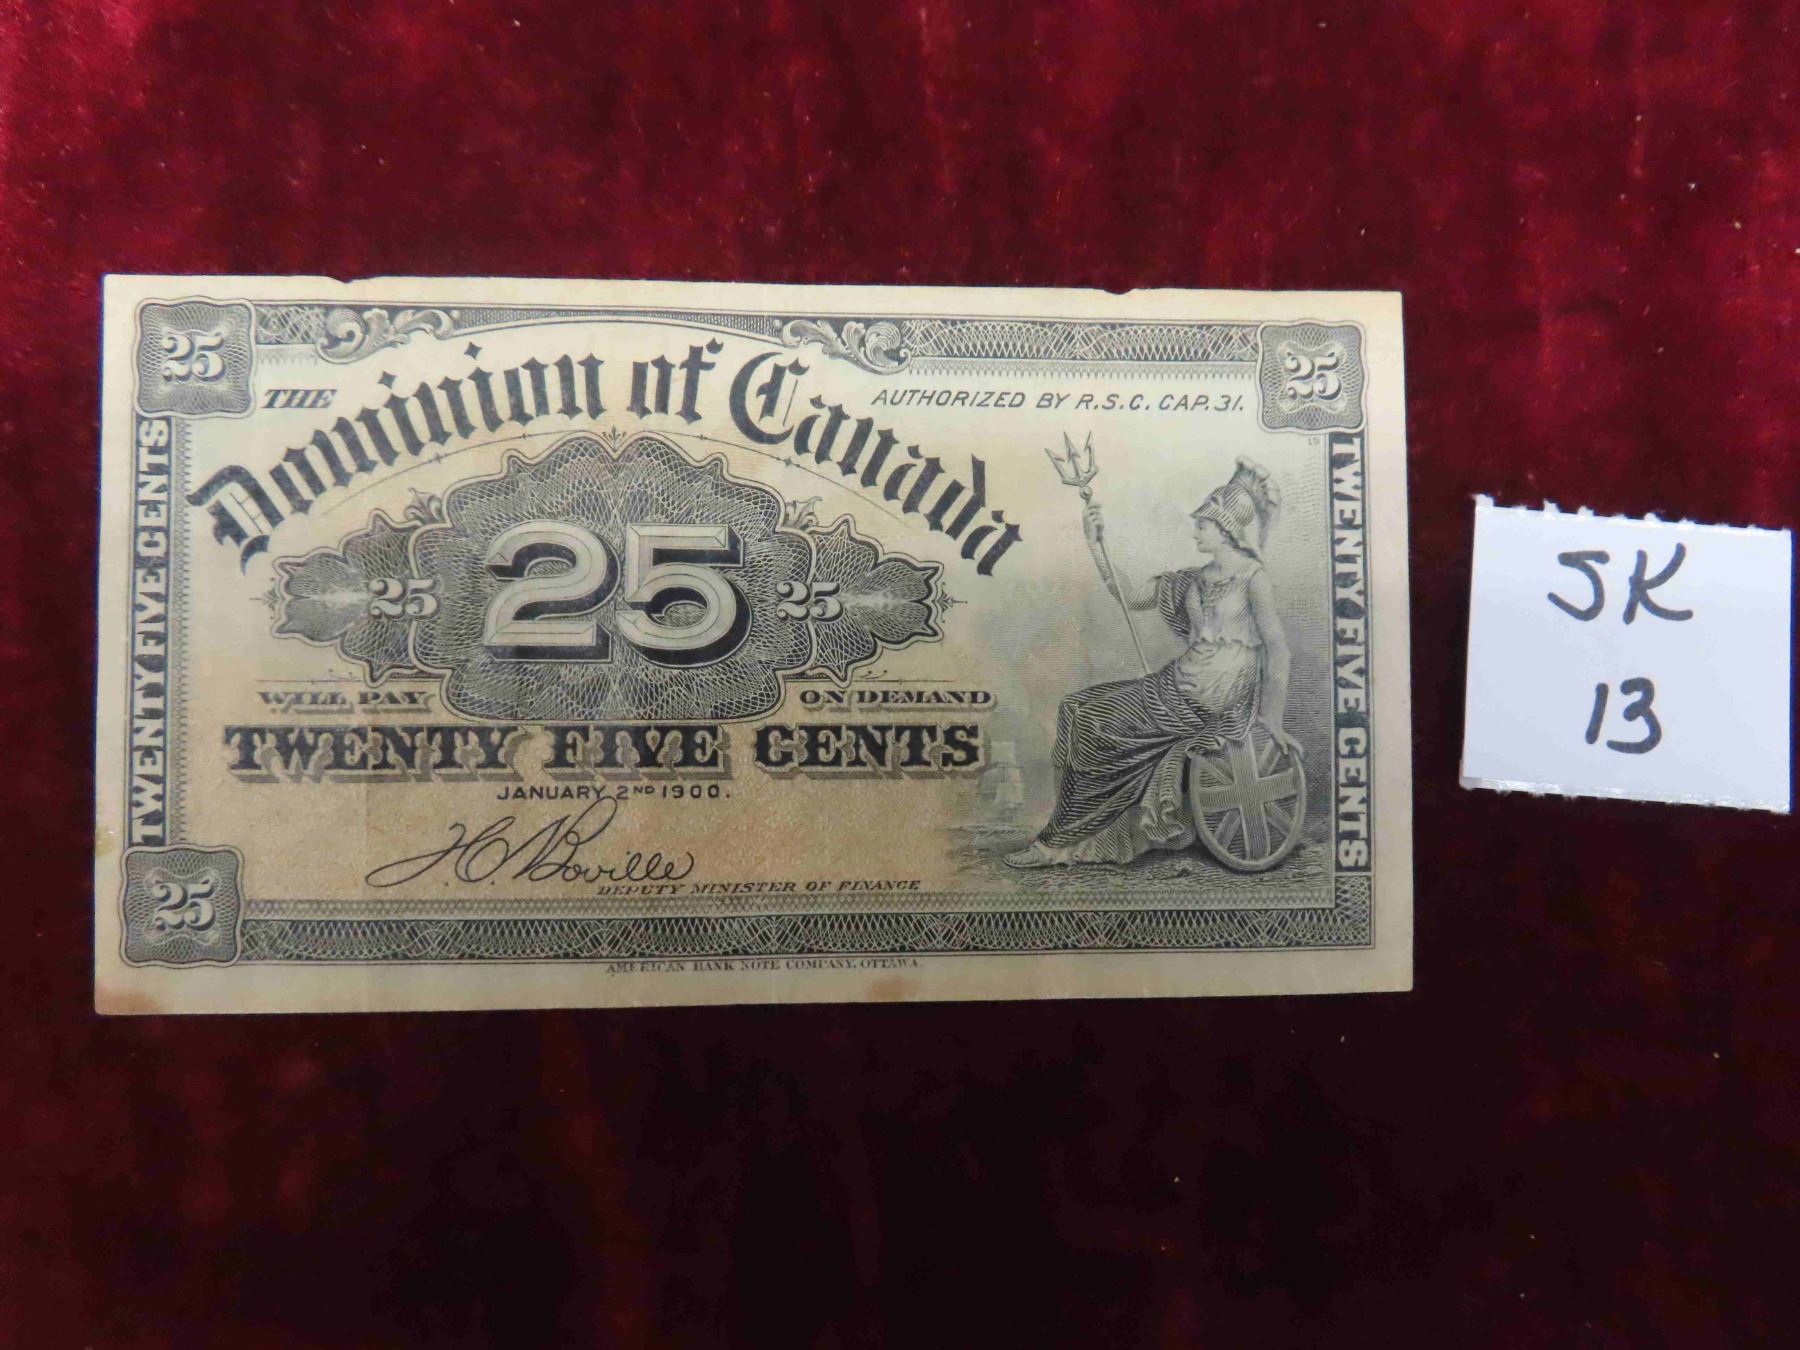 25
25
THE Dominion of Canada
AUTHORIZED BY R.S.C. CAP. 31.
19
TWENTY FIVE CENTS
TWENTY FIVE CENTS
25 25 25
WILL PAY ON DEMAND
TWENTY FIVE CENTS
JANUARY 2ND 1900.
H.C. Boville
DEPUTY MINISTER OF FINANCE
25
AMERICAN BANK NOTE COMPANY, OTTAWA.
SK
13